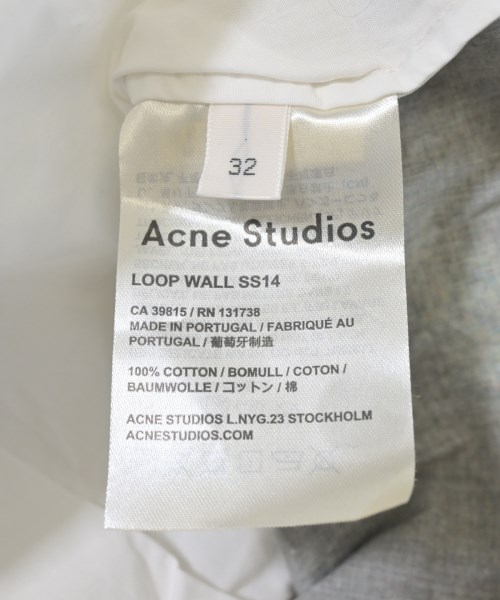 32
Acne Studios
LOOP WALL SS14
CA 39815 / RN 131738
MADE IN PORTUGAL / FABRIQUÉ AU
PORTUGAL / 葡萄牙制造
100% COTTON / BOMULL / COTON /
BAUMWOLLE / コットン / 棉
ACNE STUDIOS L.NYG.23 STOCKHOLM
ACNESTUDIOS.COM